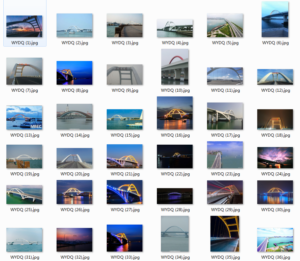 WYDQ (1).jpg WYDQ (2).jpg WYDQ (3).jpg WYDQ (4).jpg WYDQ (5).jpg WYDQ (6).jpg
WYDQ (7).jpg WYDQ (8).jpg WYDQ (9).jpg WYDQ (10).jpg WYDQ (11).jpg WYDQ (12).jpg
WYDQ (13).jpg WYDQ (14).jpg WYDQ (15).jpg WYDQ (16).jpg WYDQ (17).jpg WYDQ (18).jpg
WYDQ (19).jpg WYDQ (20).jpg WYDQ (21).jpg WYDQ (22).jpg WYDQ (23).jpg WYDQ (24).jpg
WYDQ (25).jpg WYDQ (26).jpg WYDQ (27).jpg WYDQ (28).jpg WYDQ (29).jpg WYDQ (30).jpg
WYDQ (31).jpg WYDQ (32).jpg WYDQ (33).jpg WYDQ (34).jpg WYDQ (35).jpg WYDQ (36).jpg